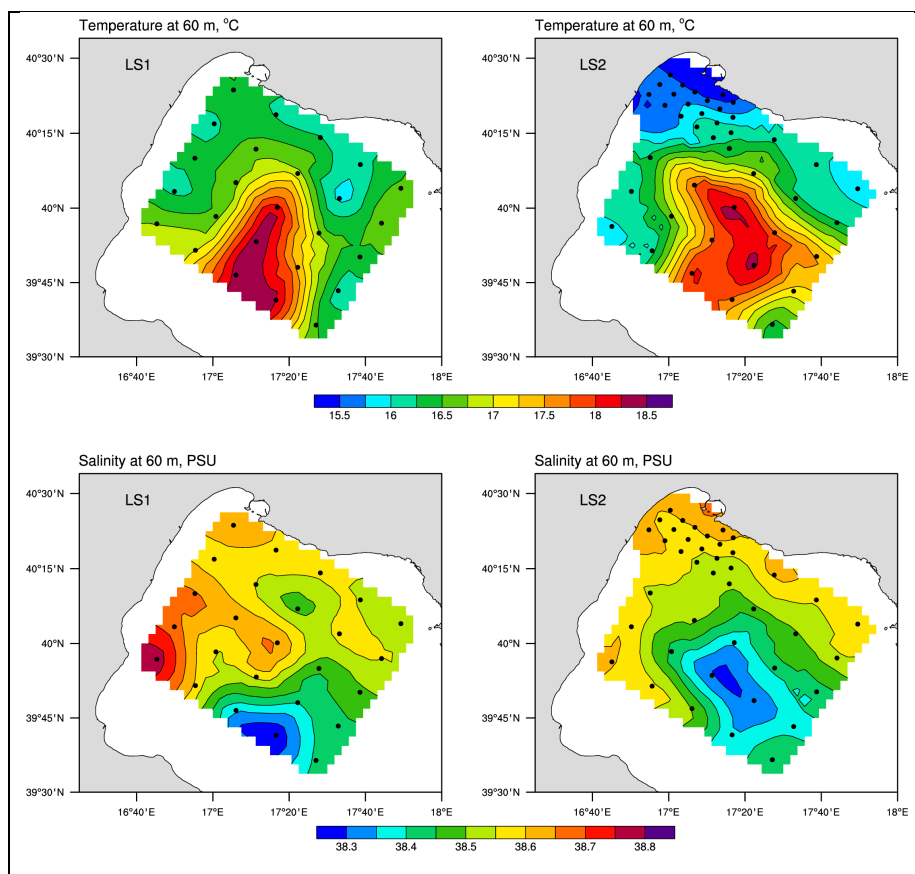 Temperature at 60 m, °C
Temperature at 60 m, °C
LS1
LS2
40°30'N
40°15'N
40°N
39°45'N
39°30'N
16°40'E 17°E 17°20'E 17°40'E 18°E
40°30'N
40°15'N
40°N
39°45'N
39°30'N
16°40'E 17°E 17°20'E 17°40'E 18°E
15.5 16 16.5 17 17.5 18 18.5
Salinity at 60 m, PSU
Salinity at 60 m, PSU
LS1
LS2
40°30'N
40°15'N
40°N
39°45'N
39°30'N
16°40'E 17°E 17°20'E 17°40'E 18°E
40°30'N
40°15'N
40°N
39°45'N
39°30'N
16°40'E 17°E 17°20'E 17°40'E 18°E
38.3 38.4 38.5 38.6 38.7 38.8